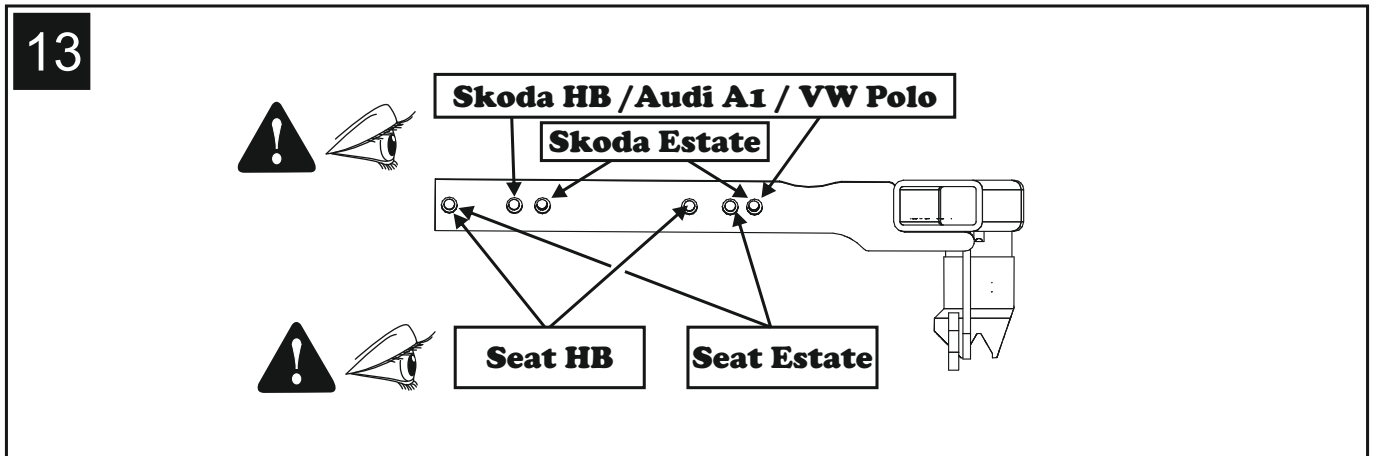 13
Skoda HB /Audi A1 / VW Polo
Skoda Estate
Seat HB
Seat Estate